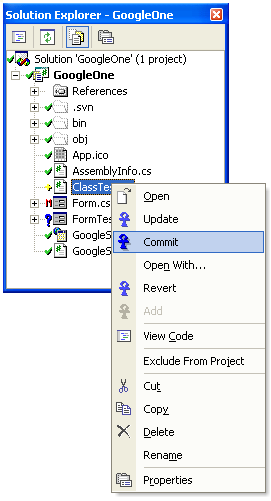 Solution Explorer - GoogleOne
Solution 'GoogleOne' (1 project)
GoogleOne
References
.svn
bin
obj
App.ico
AssemblyInfo.cs
ClassTes
Form.cs
FormTes
GoogleS
GoogleS
Open
Update
Commit
Open With...
Revert
Add
View Code
Exclude From Project
Cut
Copy
Delete
Rename
Properties